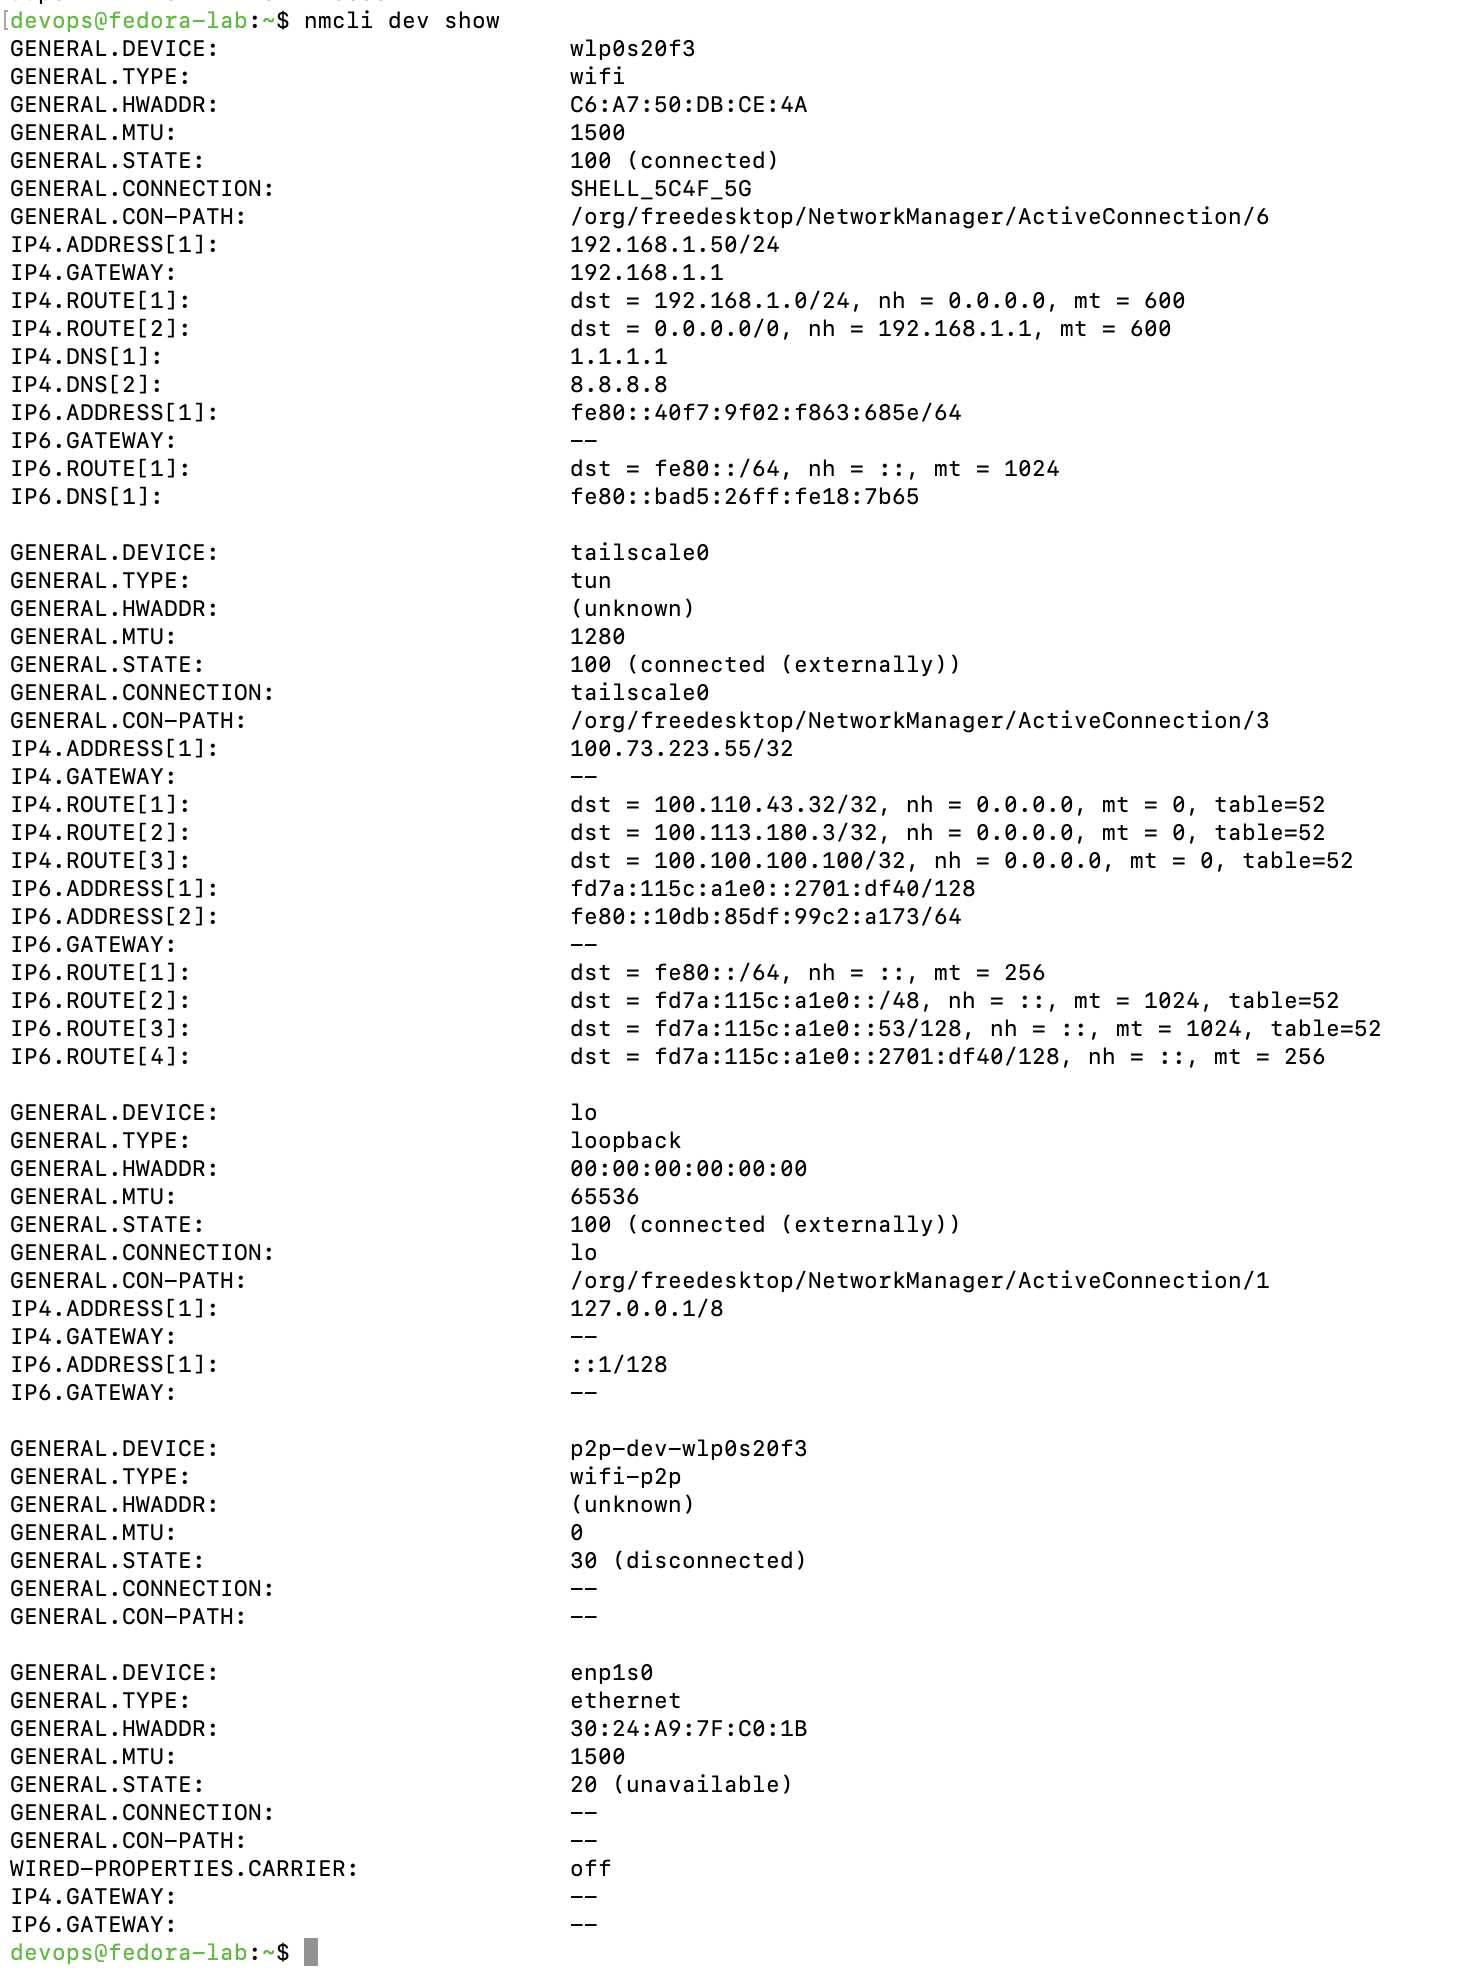 [devops@fedora-lab:~$ nmcli dev show
GENERAL.DEVICE: wlp0s20f3
GENERAL.TYPE: wifi
GENERAL.HWADDR: C6:A7:50:DB:CE:4A
GENERAL.MTU: 1500
GENERAL.STATE: 100 (connected)
GENERAL.CONNECTION: SHELL_5C4F_5G
GENERAL.CON-PATH: /org/freedesktop/NetworkManager/ActiveConnection/6
IP4.ADDRESS[1]: 192.168.1.50/24
IP4.GATEWAY: 192.168.1.1
IP4.ROUTE[1]: dst = 192.168.1.0/24, nh = 0.0.0.0, mt = 600
IP4.ROUTE[2]: dst = 0.0.0.0/0, nh = 192.168.1.1, mt = 600
IP4.DNS[1]: 1.1.1.1
IP4.DNS[2]: 8.8.8.8
IP6.ADDRESS[1]: fe80::40f7:9f02:f863:685e/64
IP6.GATEWAY: --
IP6.ROUTE[1]: dst = fe80::/64, nh = ::, mt = 1024
IP6.DNS[1]: fe80::bad5:26ff:fe18:7b65

GENERAL.DEVICE: tailscale0
GENERAL.TYPE: tun
GENERAL.HWADDR: (unknown)
GENERAL.MTU: 1280
GENERAL.STATE: 100 (connected (externally))
GENERAL.CONNECTION: tailscale0
GENERAL.CON-PATH: /org/freedesktop/NetworkManager/ActiveConnection/3
IP4.ADDRESS[1]: 100.73.223.55/32
IP4.GATEWAY: --
IP4.ROUTE[1]: dst = 100.110.43.32/32, nh = 0.0.0.0, mt = 0, table=52
IP4.ROUTE[2]: dst = 100.113.180.3/32, nh = 0.0.0.0, mt = 0, table=52
IP4.ROUTE[3]: dst = 100.100.100.100/32, nh = 0.0.0.0, mt = 0, table=52
IP6.ADDRESS[1]: fd7a:115c:a1e0::2701:df40/128
IP6.ADDRESS[2]: fe80::10db:85df:99c2:a173/64
IP6.GATEWAY: --
IP6.ROUTE[1]: dst = fe80::/64, nh = ::, mt = 256
IP6.ROUTE[2]: dst = fd7a:115c:a1e0::/48, nh = ::, mt = 1024, table=52
IP6.ROUTE[3]: dst = fd7a:115c:a1e0::53/128, nh = ::, mt = 1024, table=52
IP6.ROUTE[4]: dst = fd7a:115c:a1e0::2701:df40/128, nh = ::, mt = 256

GENERAL.DEVICE: lo
GENERAL.TYPE: loopback
GENERAL.HWADDR: 00:00:00:00:00:00
GENERAL.MTU: 65536
GENERAL.STATE: 100 (connected (externally))
GENERAL.CONNECTION: lo
GENERAL.CON-PATH: /org/freedesktop/NetworkManager/ActiveConnection/1
IP4.ADDRESS[1]: 127.0.0.1/8
IP4.GATEWAY: --
IP6.ADDRESS[1]: ::1/128
IP6.GATEWAY: --

GENERAL.DEVICE: p2p-dev-wlp0s20f3
GENERAL.TYPE: wifi-p2p
GENERAL.HWADDR: (unknown)
GENERAL.MTU: 0
GENERAL.STATE: 30 (disconnected)
GENERAL.CONNECTION: --
GENERAL.CON-PATH: --

GENERAL.DEVICE: enp1s0
GENERAL.TYPE: ethernet
GENERAL.HWADDR: 30:24:A9:7F:C0:1B
GENERAL.MTU: 1500
GENERAL.STATE: 20 (unavailable)
GENERAL.CONNECTION: --
GENERAL.CON-PATH: --
WIRED-PROPERTIES.CARRIER: off
IP4.GATEWAY: --
IP6.GATEWAY: --
devops@fedora-lab:~$